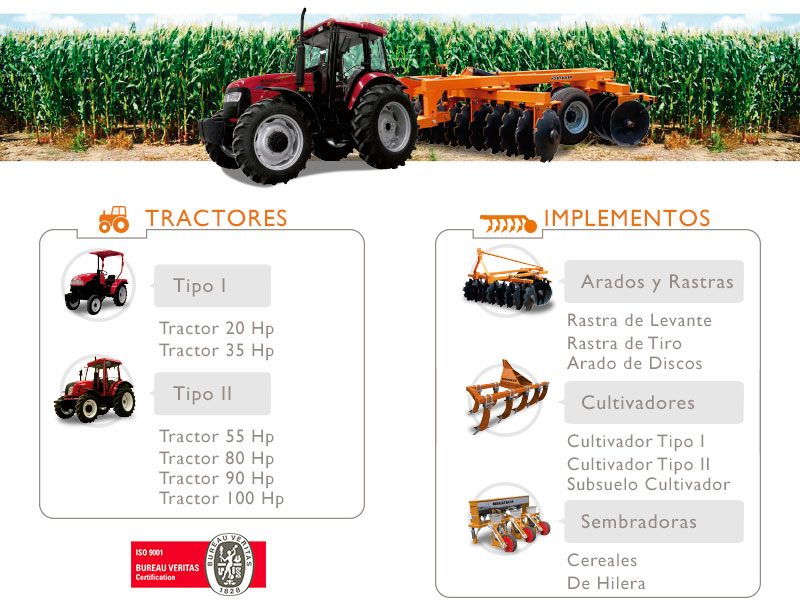 TRACTORES
Tipo I
Tractor 20 Hp
Tractor 35 Hp
Tipo II
Tractor 55 Hp
Tractor 80 Hp
Tractor 90 Hp
Tractor 100 Hp
ISO 9001
BUREAU VERITAS
Certification
BUREAU VERITAS
1828
IMPLEMENTOS
Arados y Rastras
Rastra de Levante
Rastra de Tiro
Arado de Discos
Cultivadores
Cultivador Tipo I
Cultivador Tipo II
Subsuelo Cultivador
Sembradoras
Cereales
De Hilera